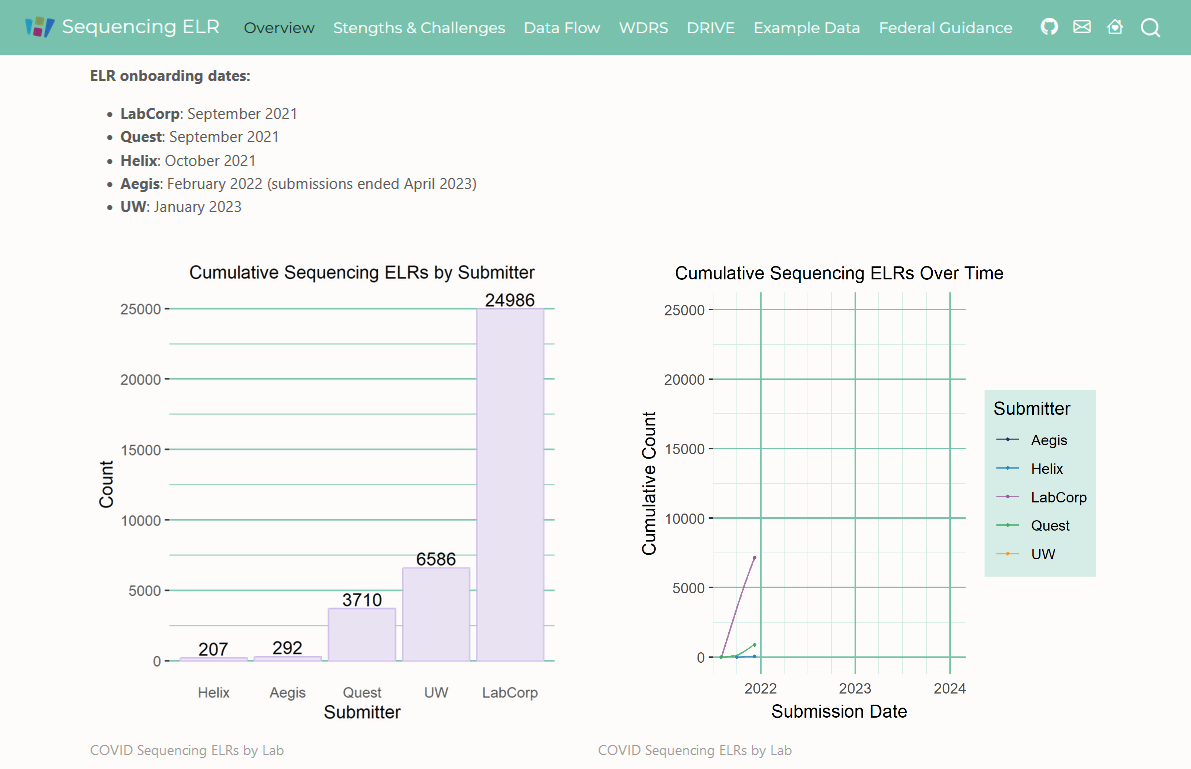 Sequencing ELR Overview Stengths & Challenges Data Flow WDRS DRIVE Example Data Federal Guidance
ELR onboarding dates:
LabCorp: September 2021
Quest: September 2021
Helix: October 2021
Aegis: February 2022 (submissions ended April 2023)
UW: January 2023
Cumulative Sequencing ELRs by Submitter
24986
25000
20000
15000
10000
5000
0
Count
207
292
3710
6586
Helix Aegis Quest UW LabCorp
Submitter
COVID Sequencing ELRs by Lab
Cumulative Sequencing ELRs Over Time
25000
20000
15000
10000
5000
0
Cumulative Count
2022 2023 2024
Submission Date
Submitter
Aegis
Helix
LabCorp
Quest
UW
COVID Sequencing ELRs by Lab